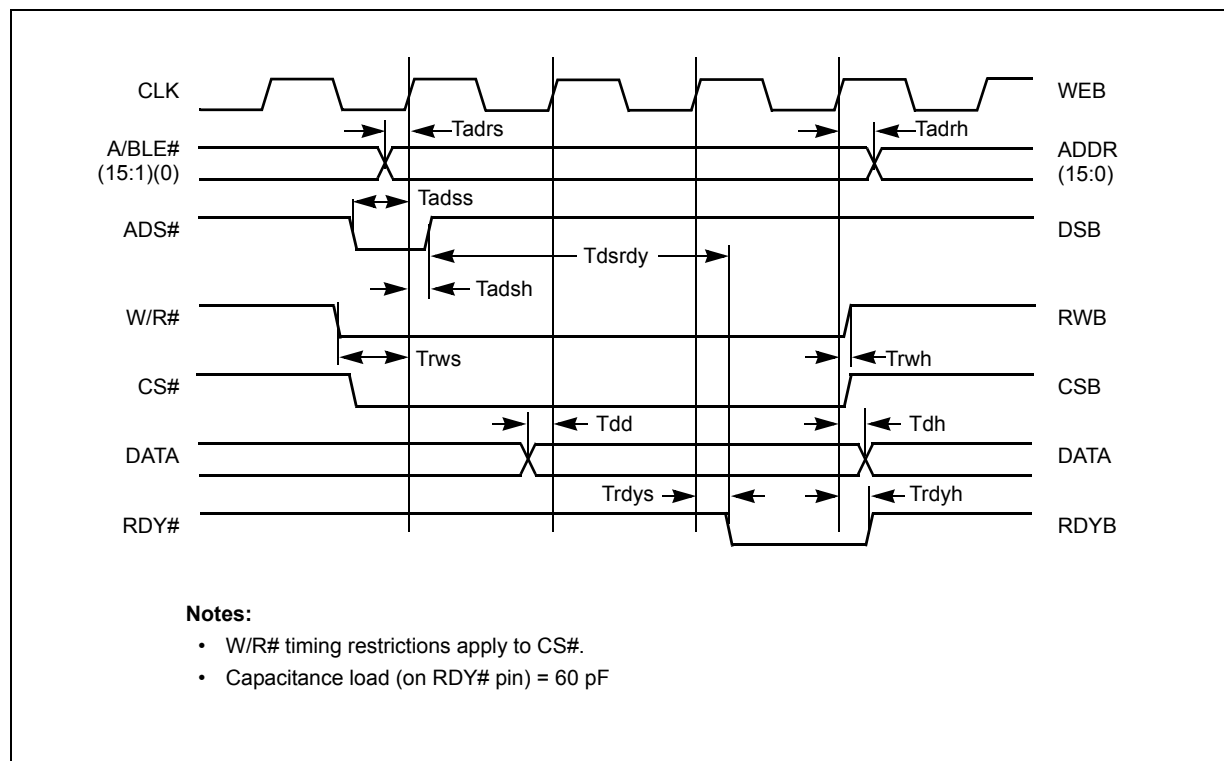 CLK
WEB
Tadrs
Tadrh
A/BLE#
(15:1)(0)
ADDR
(15:0)
Tadss
ADS#
DSB
Tdsrdy
Tadsh
W/R#
RWB
Trws
Trwh
CS#
CSB
Tdd
Tdh
DATA
DATA
Trdys
Trdyh
RDY#
RDYB
Notes:
• W/R# timing restrictions apply to CS#.
• Capacitance load (on RDY# pin) = 60 pF